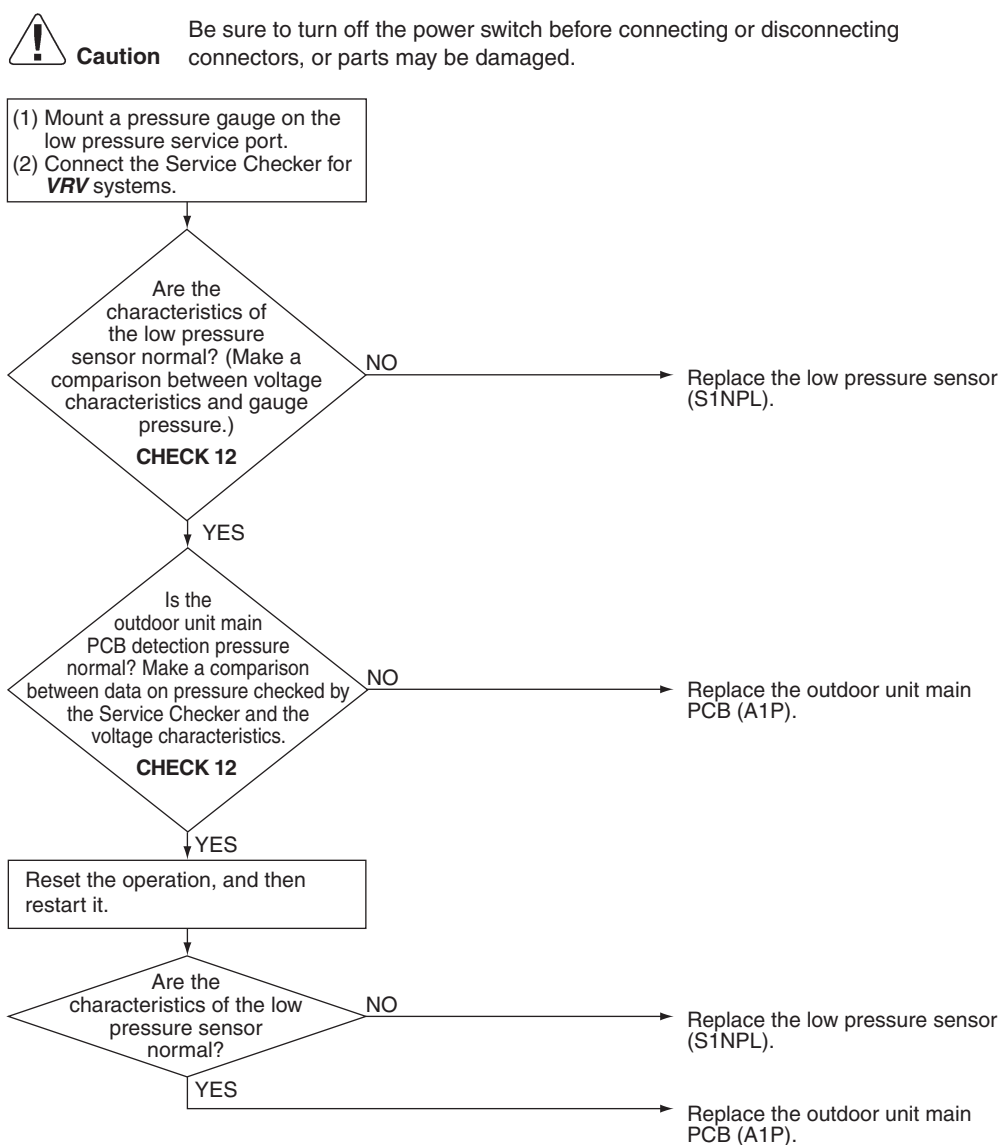 Be sure to turn off the power switch before connecting or disconnecting
Caution connectors, or parts may be damaged.
(1) Mount a pressure gauge on the
low pressure service port.
(2) Connect the Service Checker for
VRV systems.
Are the
characteristics of
the low pressure
sensor normal? (Make a
comparison between voltage
characteristics and gauge
pressure.)
CHECK 12
NO
Replace the low pressure sensor
(S1NPL).
YES
Is the
outdoor unit main
PCB detection pressure
normal? Make a comparison
between data on pressure checked by
the Service Checker and the
voltage characteristics.
CHECK 12
NO
Replace the outdoor unit main
PCB (A1P).
YES
Reset the operation, and then
restart it.
Are the
characteristics of the low
pressure sensor
normal?
NO
Replace the low pressure sensor
(S1NPL).
YES
Replace the outdoor unit main
PCB (A1P).